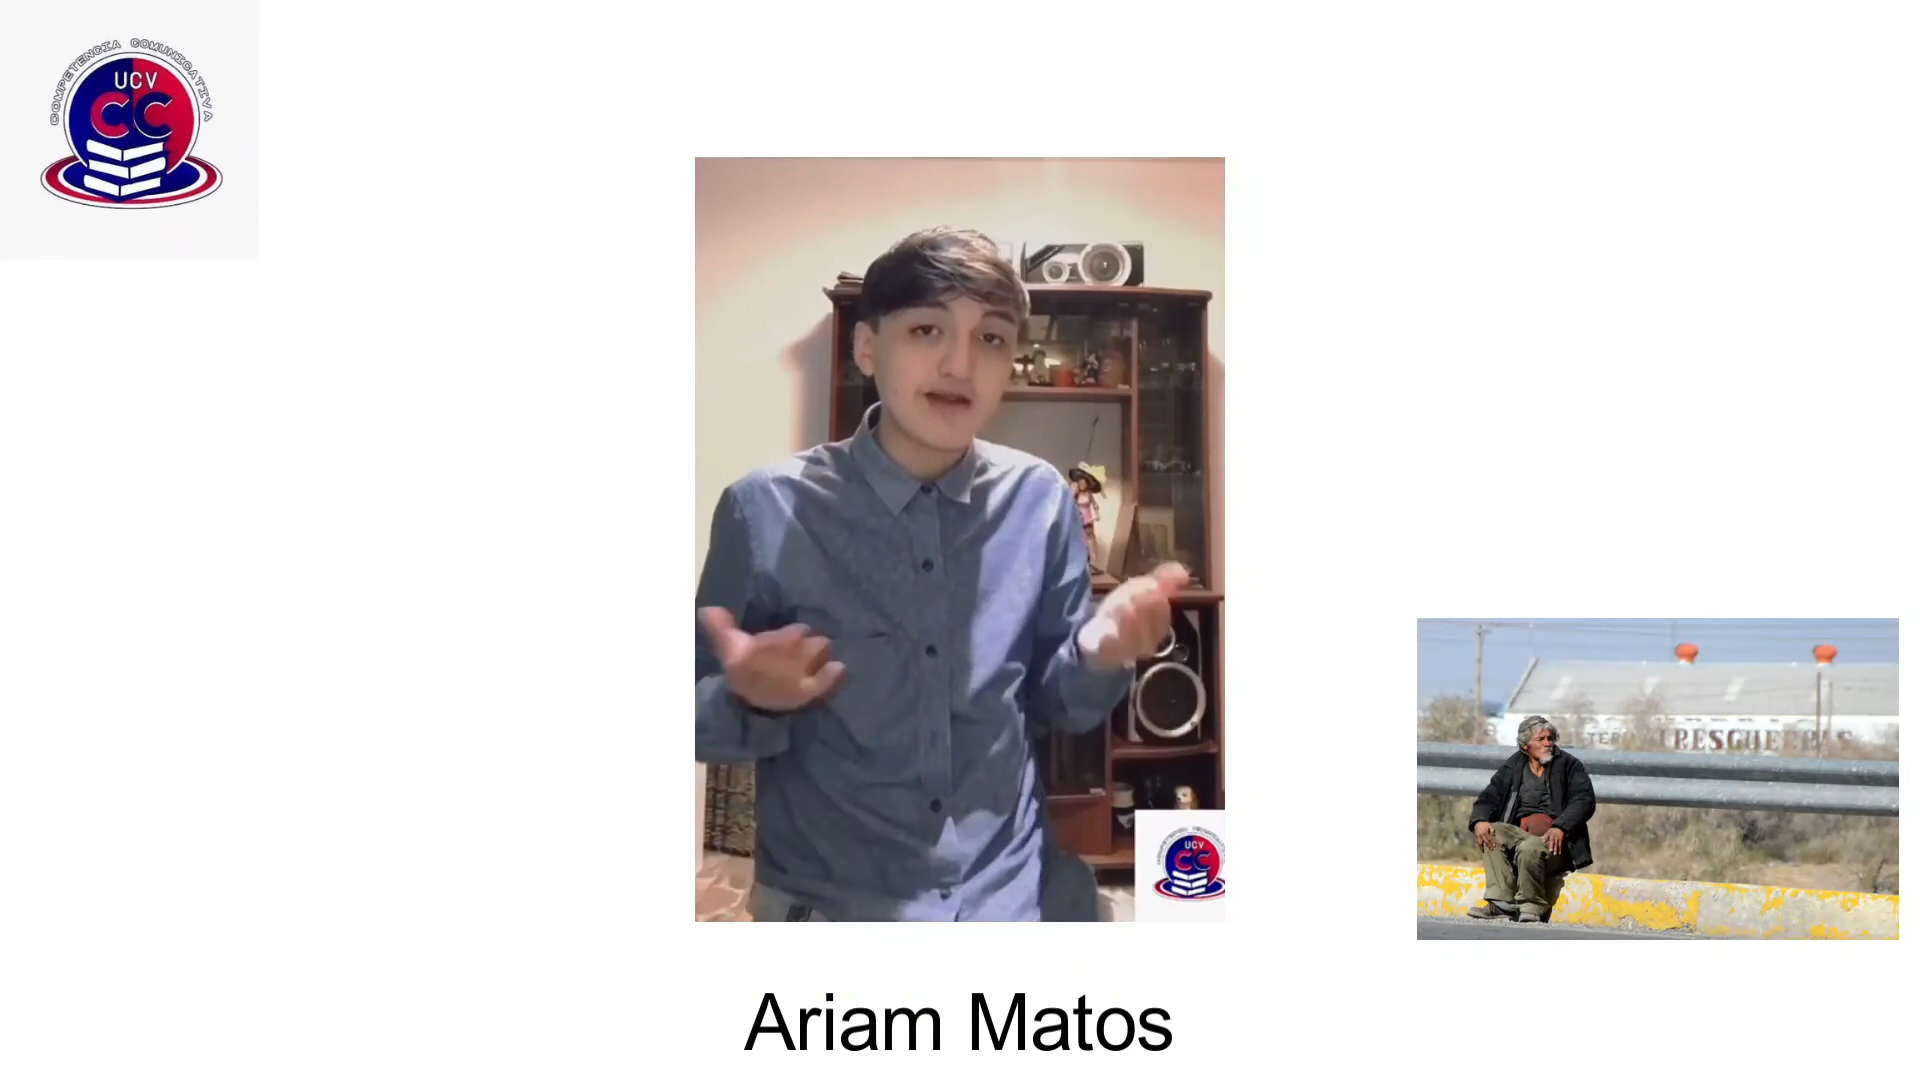 COMPETENCIA COMUNICATIVA
UCV
CC
Ariam Matos
UCV
CC